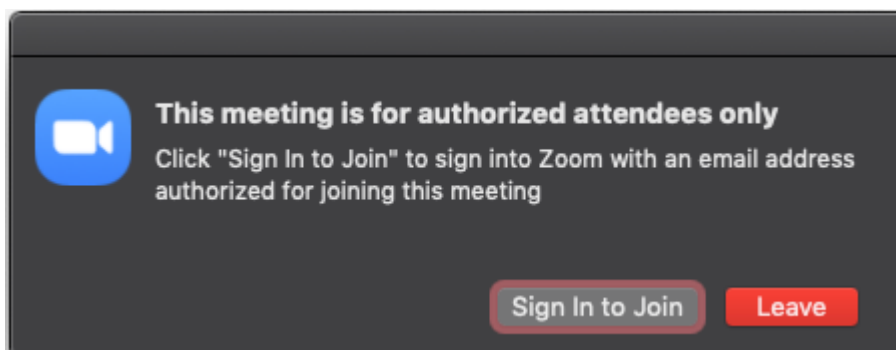 This meeting is for authorized attendees only
Click "Sign In to Join" to sign into Zoom with an email address
authorized for joining this meeting
Sign In to Join
Leave